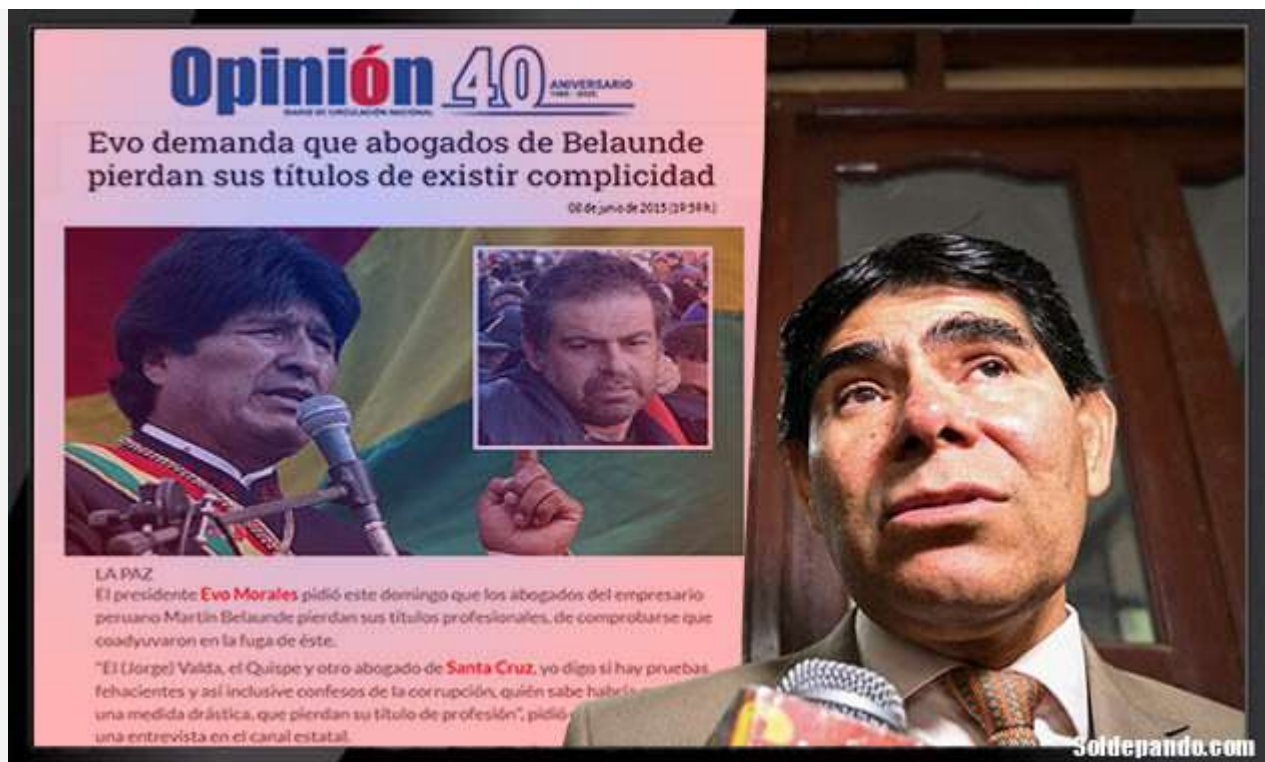 Opinión 40 ANIVERSARIO
DIARIO DE CIRCULACIÓN NACIONAL
Evo demanda que abogados de Belaunde
pierdan sus títulos de existir complicidad
de junio de 2015
LA PAZ
El presidente Evo Morales pidió este domingo que los abogados del empresario
peruano Martín Belaunde pierdan sus títulos profesionales, de comprobarse que
coadyuvaron en la fuga de éste.
"El (Jorge) Valda, el Quispe y otro abogado de Santa Cruz, yo digo si hay pruebas
fehacientes y así inclusive confesos de la corrupción, quién sabe habría
una medida drástica, que pierdan su título de profesión", pidió
una entrevista en el canal estatal.
Soldepando.com